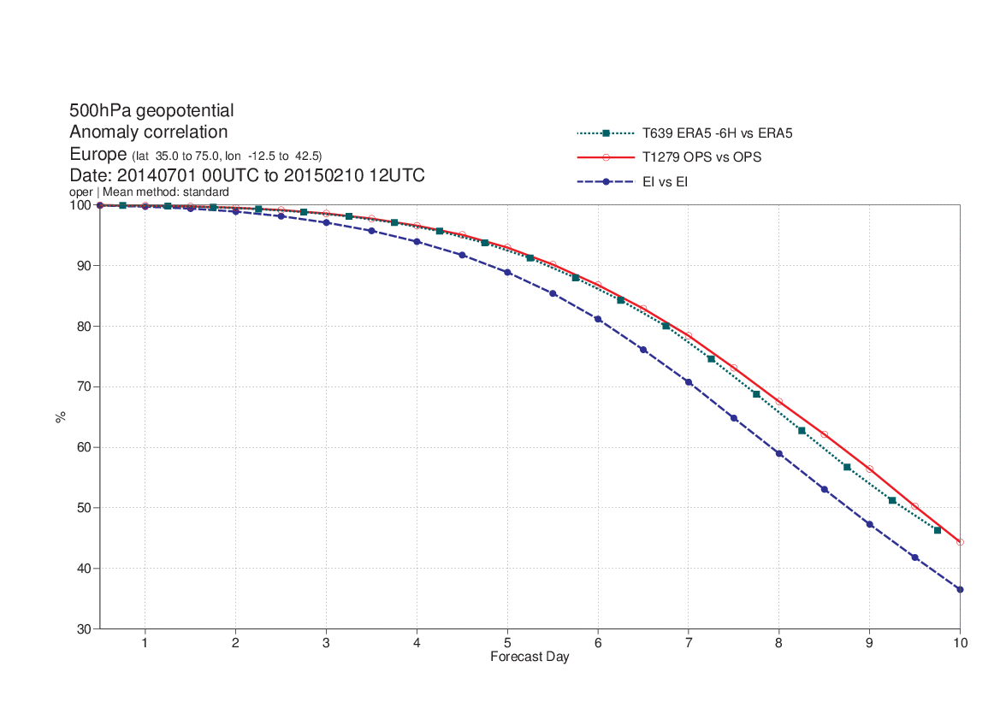 500hPa geopotential
Anomaly correlation
Europe (lat 35.0 to 75.0, lon -12.5 to 42.5)
Date: 20140701 00UTC to 20150210 12UTC
oper | Mean method: standard
T639 ERA5 -6H vs ERA5
T1279 OPS vs OPS
EI vs EI
100
90
80
70
60
50
40
30
%
1 2 3 4 5 6 7 8 9 10
Forecast Day